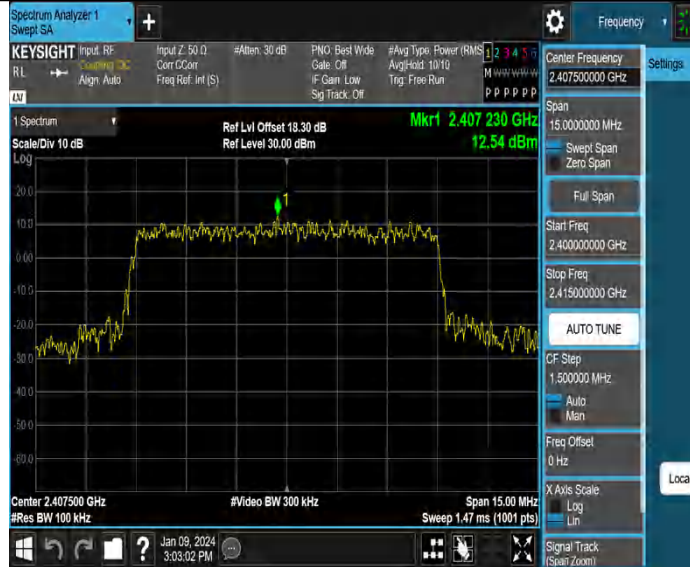 Spectrum Analyzer 1
Swept SA
Frequency
KEYSIGHT
Input: RF
Input Z: 50 Ω
#Atten: 30 dB
PNO: Best Wide
#Avg Type: Power (RMS
1 2 3 4 5 6
RL
Coupling: DC
Corr CCorr
Gate: Off
Avg|Hold: 10/10
M W W W W W
Align: Auto
Freq Ref: Int (S)
IF Gain: Low
Trig: Free Run
Sig Track: Off
P P P P P P
LXI
Center Frequency
2.407500000 GHz
Settings
1 Spectrum
Scale/Div 10 dB
Ref Lvl Offset 18.30 dB
Ref Level 30.00 dBm
Mkr1 2.407 230 GHz
12.54 dBm
Span
15.0000000 MHz
Swept Span
Zero Span
Log
Full Span
20.0
1
10.0
Start Freq
2.400000000 GHz
0.00
-10.0
Stop Freq
2.415000000 GHz
-20.0
AUTO TUNE
-30.0
CF Step
1.500000 MHz
-40.0
Auto
Man
-50.0
Freq Offset
0 Hz
-60.0
Center 2.407500 GHz
#Video BW 300 kHz
Span 15.00 MHz
#Res BW 100 kHz
Sweep 1.47 ms (1001 pts)
X Axis Scale
Log
Lin
Loca
?
Jan 09, 2024
3:03:02 PM
Signal Track
(Span Zoom)